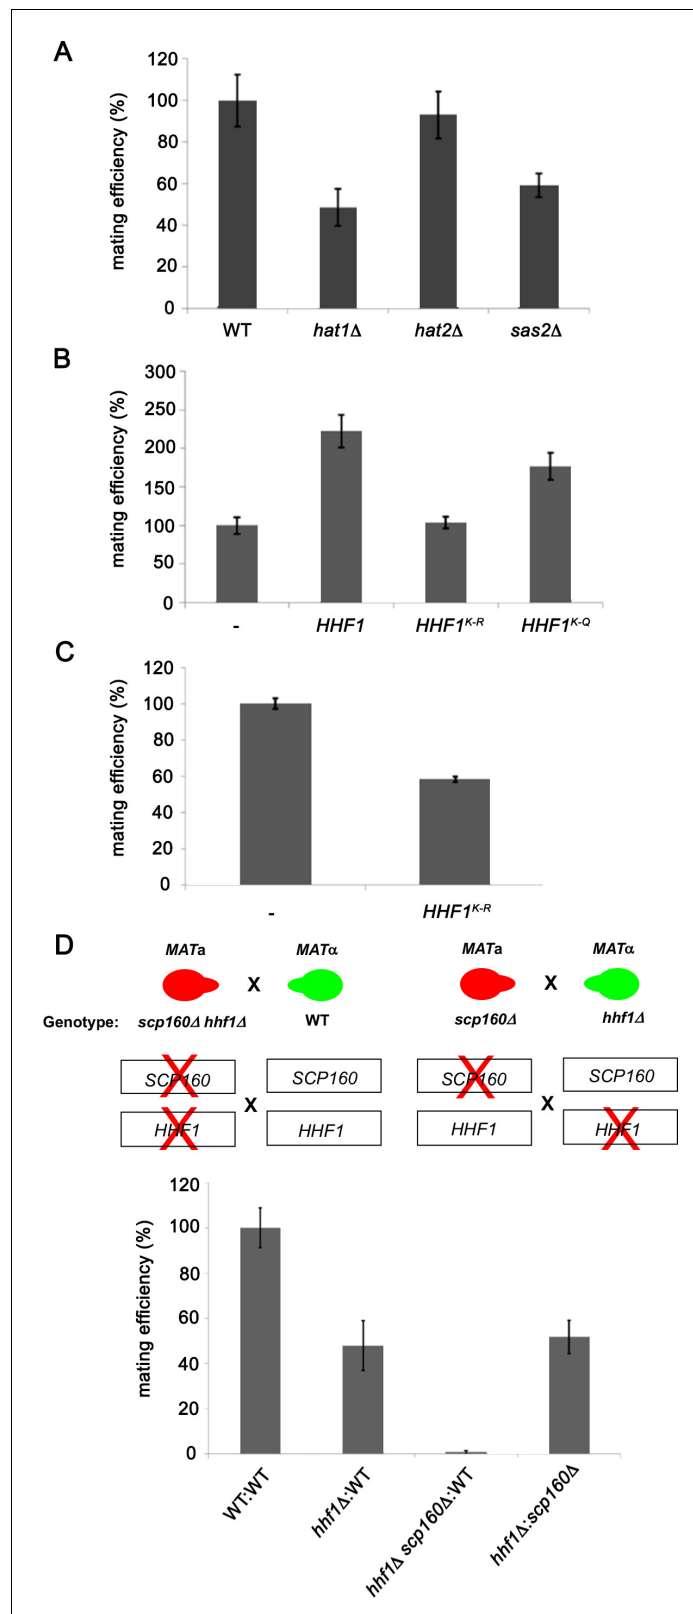 A
mating efficiency (%)
120
100
80
60
40
20
0
WT hat1Δ hat2Δ sas2Δ
B
mating efficiency (%)
300
250
200
150
100
50
0
- HHF1 HHF1K-R HHF1K-Q
C
mating efficiency (%)
120
100
80
60
40
20
0
- HHF1K-R
D
MATa MATα MATa MATα
X X
Genotype: scp160Δ hhf1Δ WT scp160Δ hhf1Δ
SCP160 SCP160 SCP160 SCP160
X X
HHF1 HHF1 HHF1 HHF1
mating efficiency (%)
120
100
80
60
40
20
0
WT:WT
hhf1Δ:WT
hhf1Δ scp160Δ:WT
hhf1Δ:scp160Δ